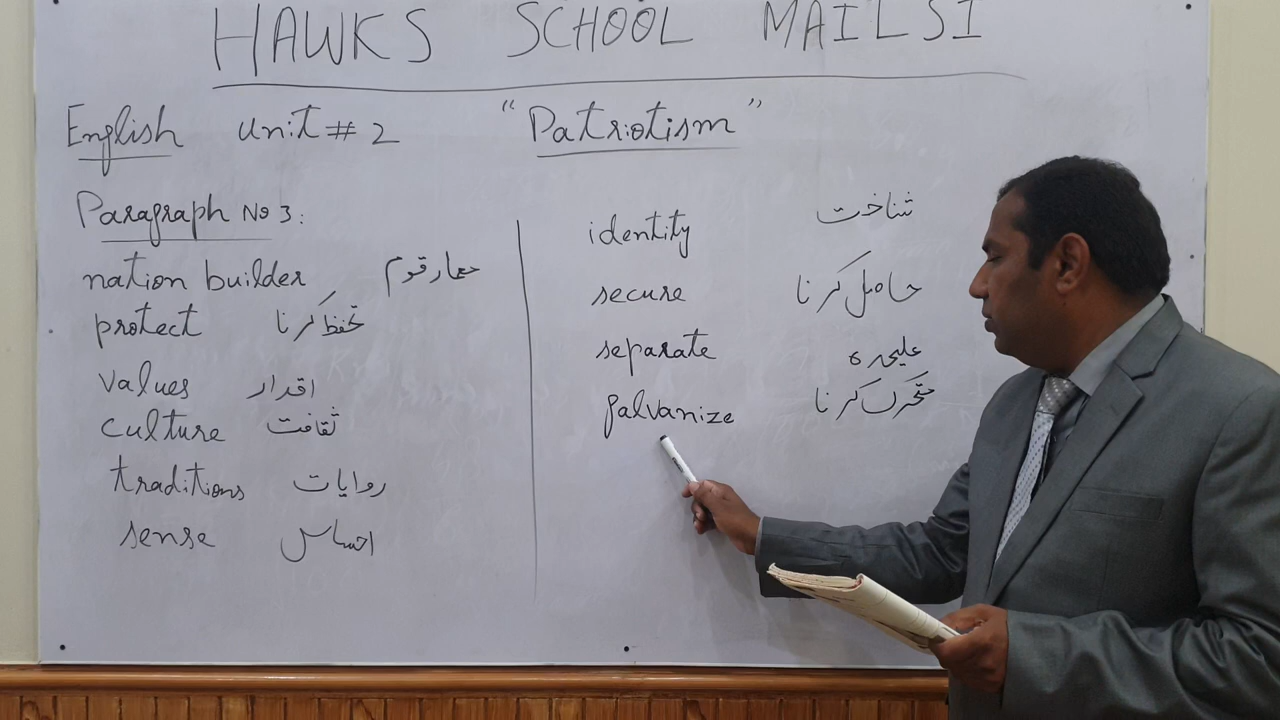 HAWKS SCHOOL MAILSI
English unit # 2 "Patriotism"
Paragraph No 3:
nation builder معمار قوم
protect تحفظ کرنا
values اقدار
culture ثقافت
traditions روایات
sense احساس
identity شناخت
secure حاصل کرنا
separate علیحدہ
galvanize متحرک کرنا